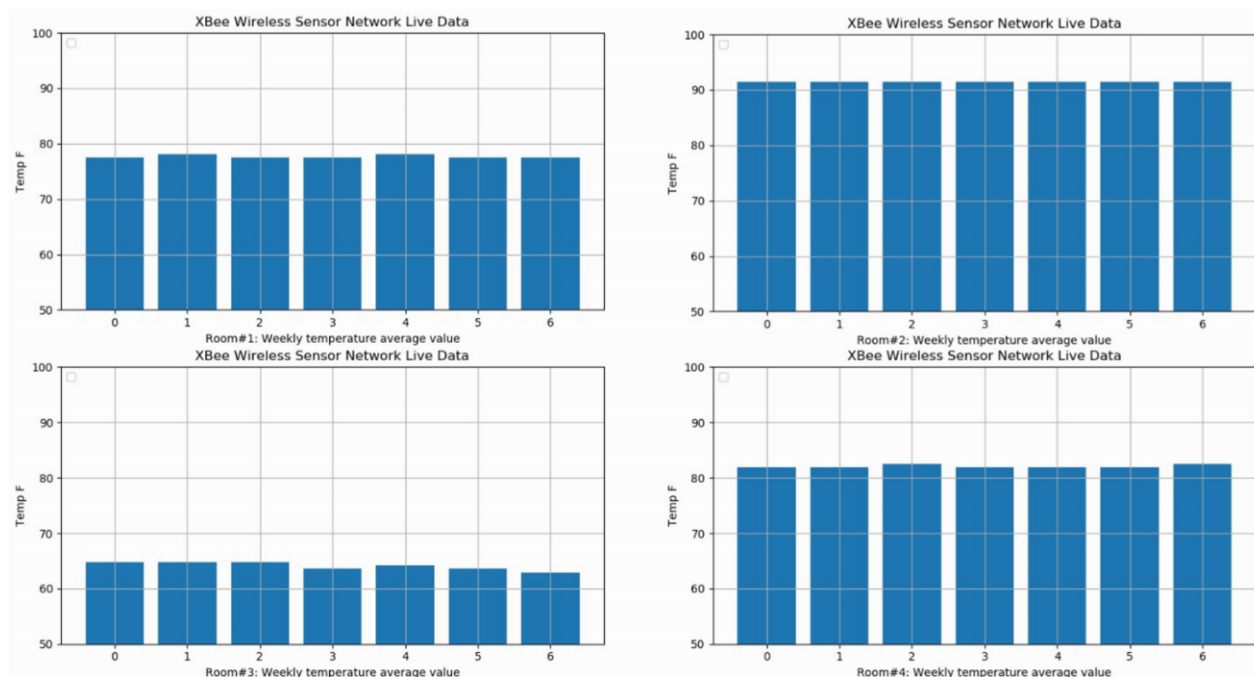 XBee Wireless Sensor Network Live Data
100
90
80
70
60
50
Temp F
0 1 2 3 4 5 6
Room#1: Weekly temperature average value
XBee Wireless Sensor Network Live Data
100
90
80
70
60
50
Temp F
0 1 2 3 4 5 6
Room#2: Weekly temperature average value
XBee Wireless Sensor Network Live Data
100
90
80
70
60
50
Temp F
0 1 2 3 4 5 6
Room#3: Weekly temperature average value
XBee Wireless Sensor Network Live Data
100
90
80
70
60
50
Temp F
0 1 2 3 4 5 6
Room#4: Weekly temperature average value